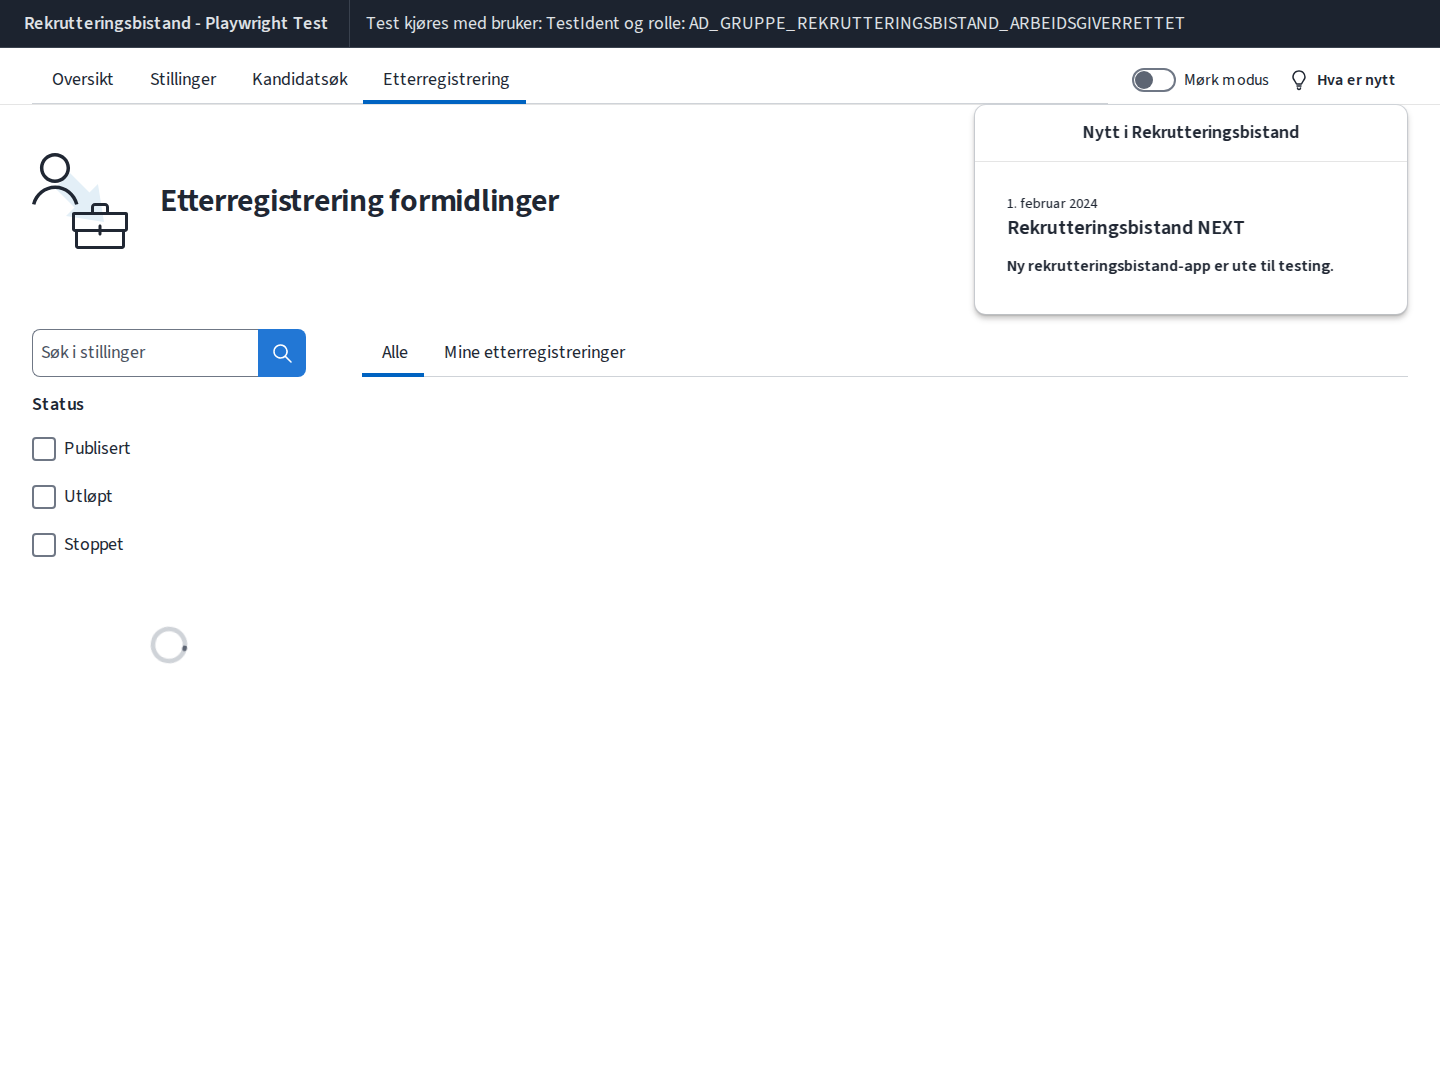 Rekrutteringsbistand - Playwright Test
Test kjøres med bruker: TestIdent og rolle: AD_GRUPPE_REKRUTTERINGSBISTAND_ARBEIDSGIVERRETTET
Oversikt
Stillinger
Kandidatsøk
Etterregistrering
Mørk modus
Hva er nytt
Nytt i Rekrutteringsbistand
1. februar 2024
Rekrutteringsbistand NEXT
Ny rekrutteringsbistand-app er ute til testing.
Etterregistrering formidlinger
Søk i stillinger
Alle
Mine etterregistreringer
Status
Publisert
Utløpt
Stoppet